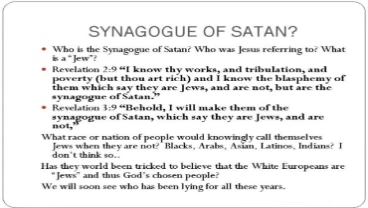 SYNAGOGUE OF SATAN?
• Who is the Synagogue of Satan? Who was Jesus referring to? What
is a “Jew”?
• Revelation 2:9 “I know thy works, and tribulation, and
poverty (but thou art rich) and I know the blasphemy of
them which say they are Jews, and are not, but are the
synagogue of Satan.”
• Revelation 3:9 “Behold, I will make them of the
synagogue of Satan, which say they are Jews, and are
not,”
What race or nation of people would knowingly call themselves
Jews when they are not? Blacks, Arabs, Asian, Latinos, Indians? I
don’t think so..
Has they world been tricked to believe that the White Europeans are
“Jews” and thus God’s chosen people?
We will soon see who has been lying for all these years.